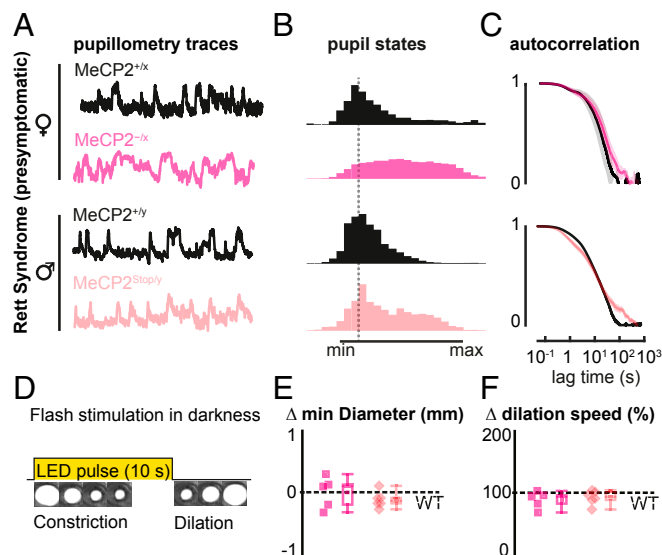 A
pupillometry traces
B
pupil states
C
autocorrelation
Rett Syndrome (presymptomatic)
♀
MeCP2+/x
MeCP2−/x
♂
MeCP2+/y
MeCP2Stop/y
min
max
1
0
1
0
10-1
1
101
102
103
lag time (s)
D
Flash stimulation in darkness
LED pulse (10 s)
Constriction
Dilation
E
Δ min Diameter (mm)
1
0
-1
WT
F
Δ dilation speed (%)
200
100
0
WT